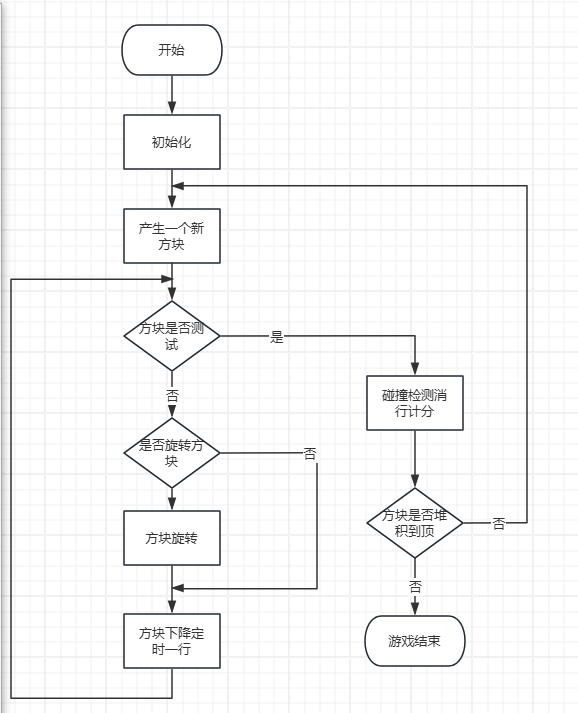 开始
初始化
产生一个新
方块
方块是否测
试
是
否
碰撞检测消
行计分
是否旋转方
块
否
方块旋转
方块是否堆
积到顶
否
否
方块下降定
时一行
游戏结束